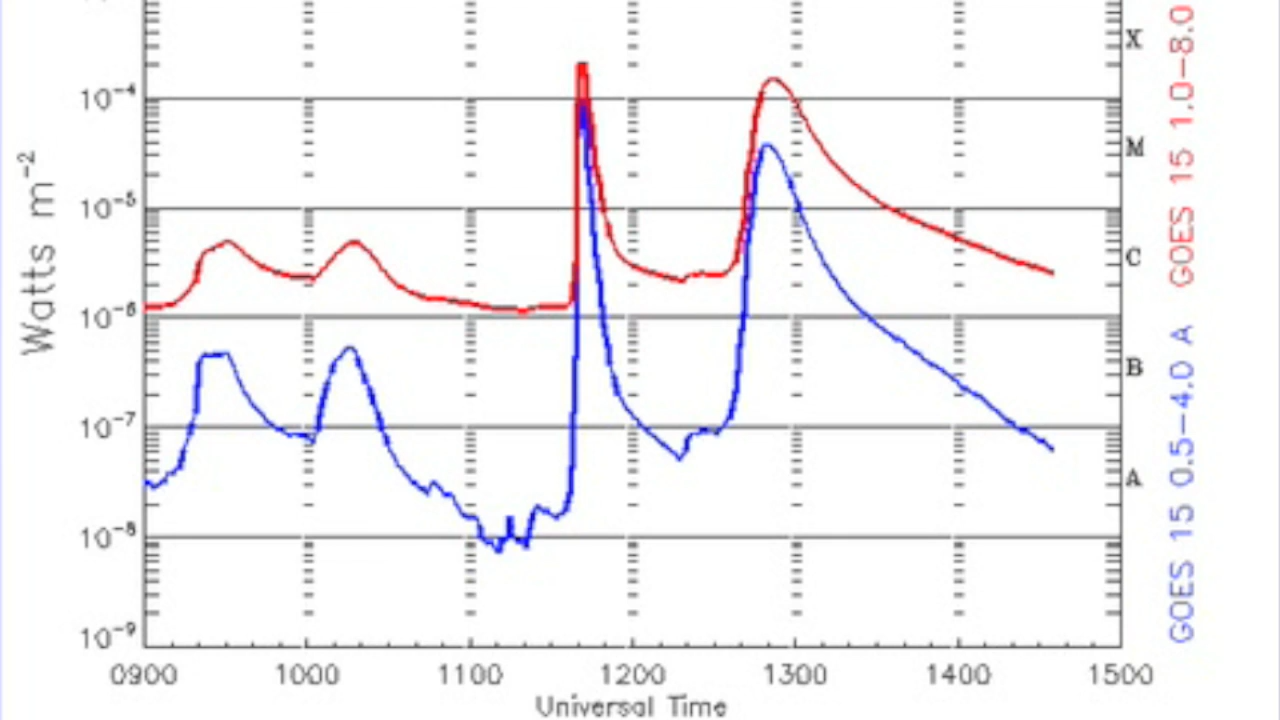 X
10⁻⁴
M
10⁻⁵
C
10⁻⁶
B
10⁻⁷
A
10⁻⁸
10⁻⁹
0900 1000 1100 1200 1300 1400 1500
Universal Time
Watts m⁻²
GOES 15 1.0–8.0
GOES 15 0.5–4.0 A